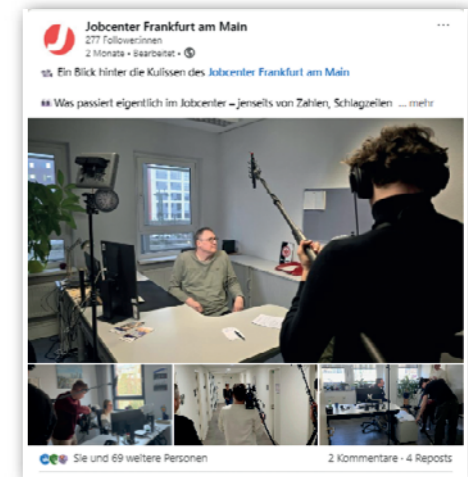 Jobcenter Frankfurt am Main
277 Follower:innen
2 Monate • Bearbeitet •
Ein Blick hinter die Kulissen des Jobcenter Frankfurt am Main
Was passiert eigentlich im Jobcenter – jenseits von Zahlen, Schlagzeilen ... mehr
Sie und 69 weitere Personen
2 Kommentare · 4 Reposts